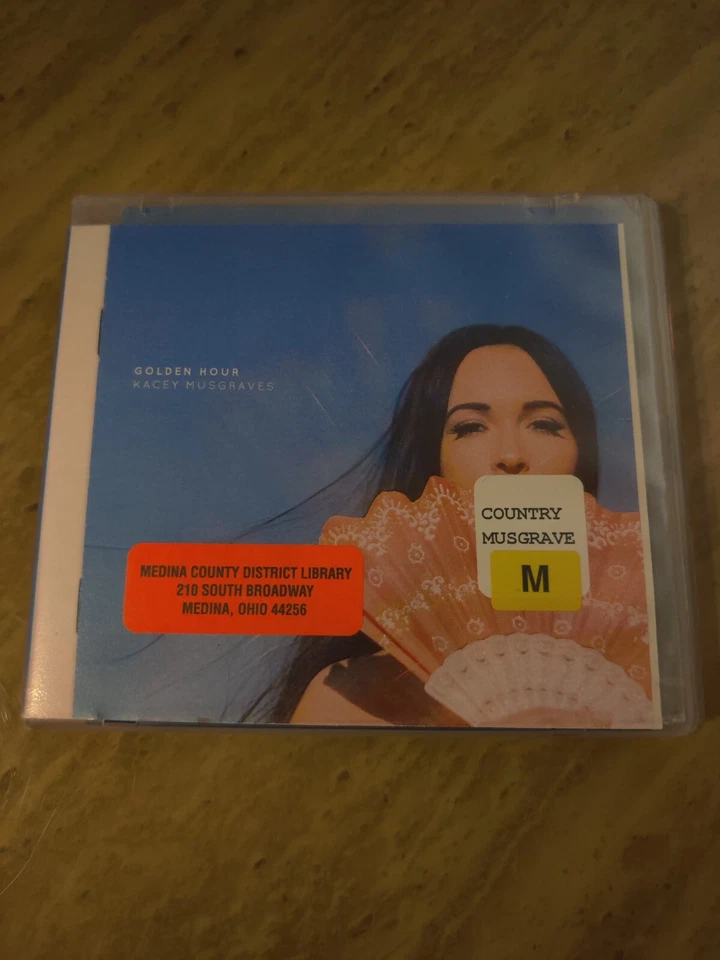 GOLDEN HOUR
KACEY MUSGRAVES
COUNTRY
MUSGRAVE
M
MEDINA COUNTY DISTRICT LIBRARY
210 SOUTH BROADWAY
MEDINA, OHIO 44256